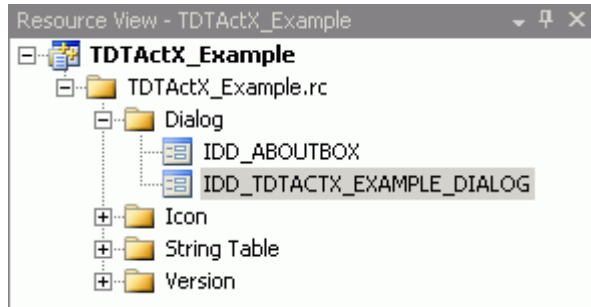 Resource View - TDTActX_Example
TDTActX_Example
TDTActX_Example.rc
Dialog
IDD_ABOUTBOX
IDD_TDTACTX_EXAMPLE_DIALOG
Icon
String Table
Version